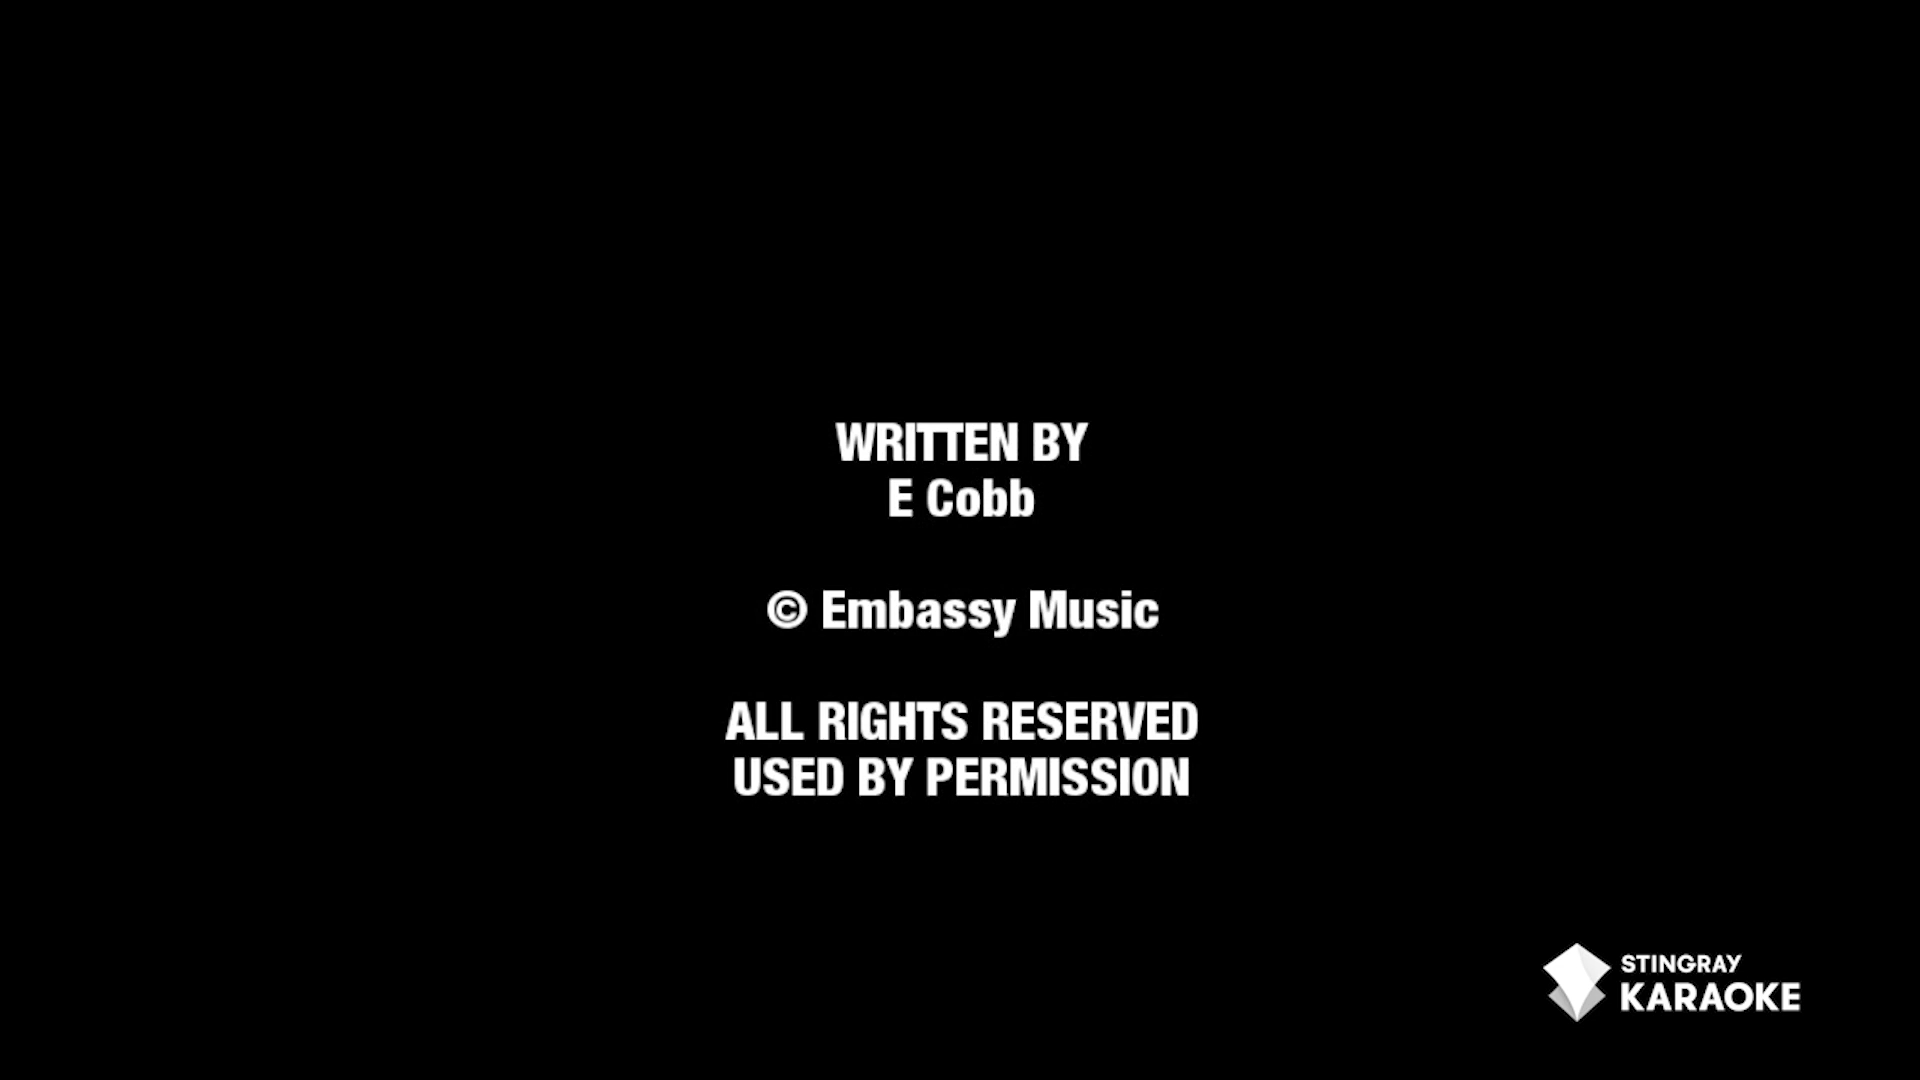 WRITTEN BY
E Cobb
© Embassy Music
ALL RIGHTS RESERVED
USED BY PERMISSION
STINGRAY
KARAOKE